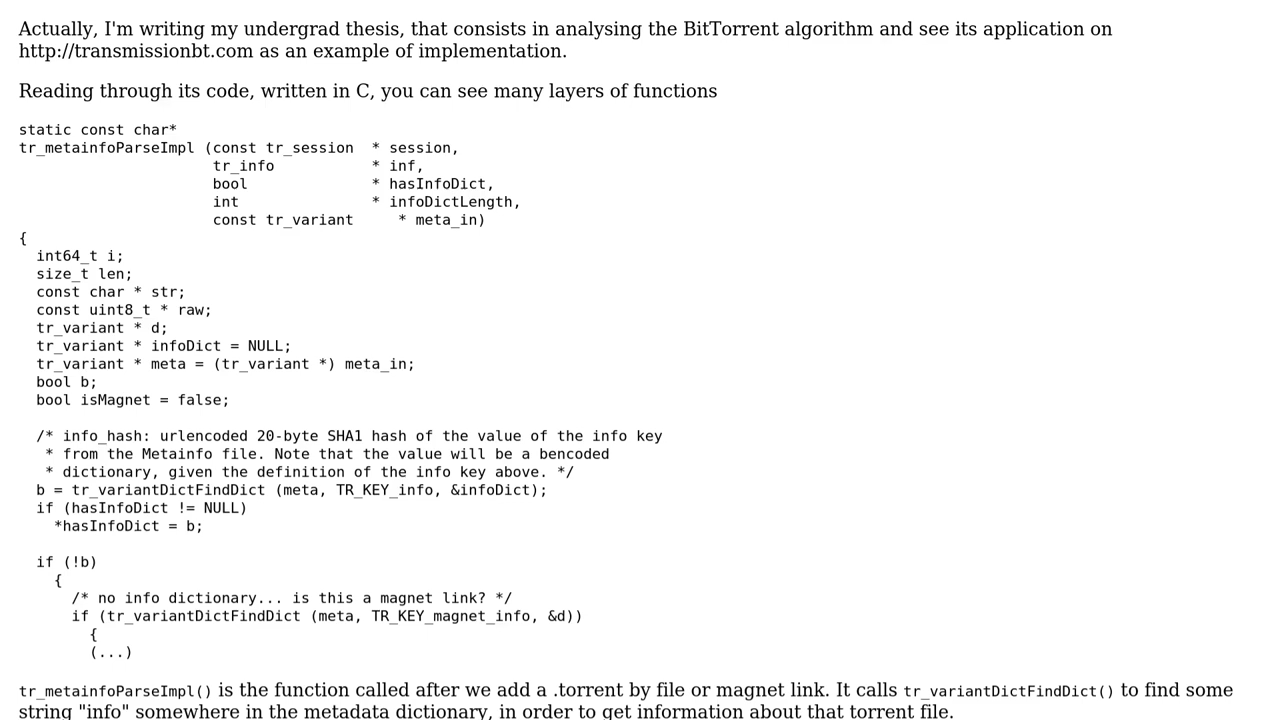 Actually, I'm writing my undergrad thesis, that consists in analysing the BitTorrent algorithm and see its application on
http://transmissionbt.com as an example of implementation.
Reading through its code, written in C, you can see many layers of functions
static const char*
tr_metainfoParseImpl (const tr_session  * session,
                      tr_info           * inf,
                      bool              * hasInfoDict,
                      int               * infoDictLength,
                      const tr_variant     * meta_in)
{
  int64_t i;
  size_t len;
  const char * str;
  const uint8_t * raw;
  tr_variant * d;
  tr_variant * infoDict = NULL;
  tr_variant * meta = (tr_variant *) meta_in;
  bool b;
  bool isMagnet = false;

  /* info_hash: urlencoded 20-byte SHA1 hash of the value of the info key
   * from the Metainfo file. Note that the value will be a bencoded
   * dictionary, given the definition of the info key above. */
  b = tr_variantDictFindDict (meta, TR_KEY_info, &infoDict);
  if (hasInfoDict != NULL)
    *hasInfoDict = b;

  if (!b)
    {
      /* no info dictionary... is this a magnet link? */
      if (tr_variantDictFindDict (meta, TR_KEY_magnet_info, &d))
        {
        (...)
tr_metainfoParseImpl() is the function called after we add a .torrent by file or magnet link. It calls tr_variantDictFindDict() to find some
string "info" somewhere in the metadata dictionary, in order to get information about that torrent file.